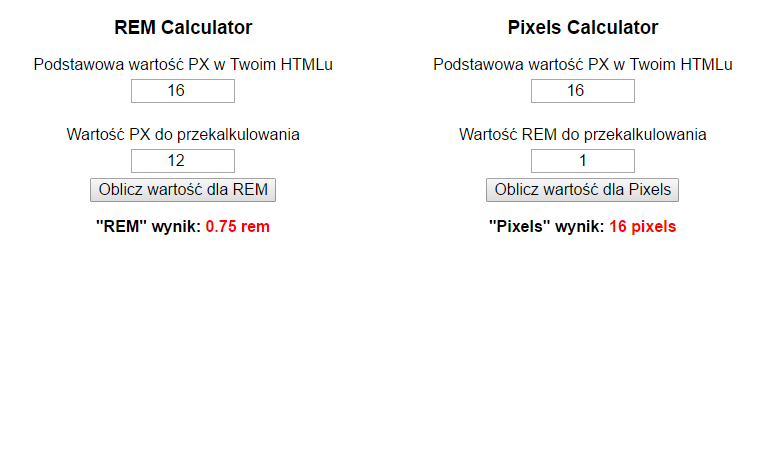 REM Calculator
Podstawowa wartość PX w Twoim HTMLu
16
Wartość PX do przekalkulowania
12
Oblicz wartość dla REM
"REM" wynik: 0.75 rem
Pixels Calculator
Podstawowa wartość PX w Twoim HTMLu
16
Wartość REM do przekalkulowania
1
Oblicz wartość dla Pixels
"Pixels" wynik: 16 pixels